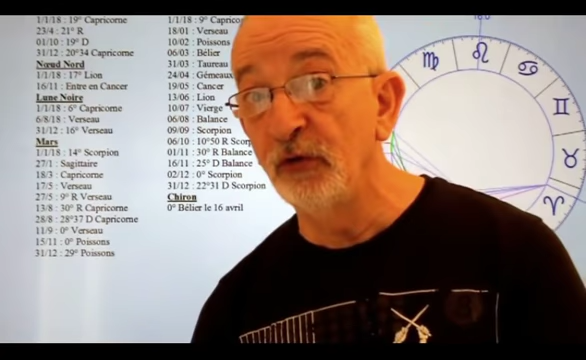 1/1/18 : 19° Capricorne
23/4 : 21° R
01/10 : 19° D
31/12 : 20°34 Capricorne
Nœud Nord
1/1/18 : 17° Lion
16/11 : Entre en Cancer
Lune Noire
1/1/18 : 6° Capricorne
6/8/18 : Verseau
31/12 : 16° Verseau
Mars
1/1/18 : 14° Scorpion
27/1 : Sagittaire
18/3 : Capricorne
17/5 : Verseau
27/5 : 9° R Verseau
13/8 : 30° R Capricorne
28/8 : 28°37 D Capricorne
11/9 : 0° Verseau
15/11 : 0° Poissons
31/12 : 29° Poissons
1/1/18 : 9° Caprico
18/01 : Verseau
10/02 : Poissons
06/03 : Bélier
31/03 : Taureau
24/04 : Gémeaux
19/05 : Cancer
13/06 : Lion
10/07 : Vierge
06/08 : Balance
09/09 : Scorpion
06/10 : 10°50 R Scorp
01/11 : 30° R Balance
16/11 : 25° D Balance
02/12 : 0° Scorpion
31/12 : 22°31 D Scorpion
Chiron
0° Bélier le 16 avril
♍ ♌ ♋ ♊ ♉ ♈